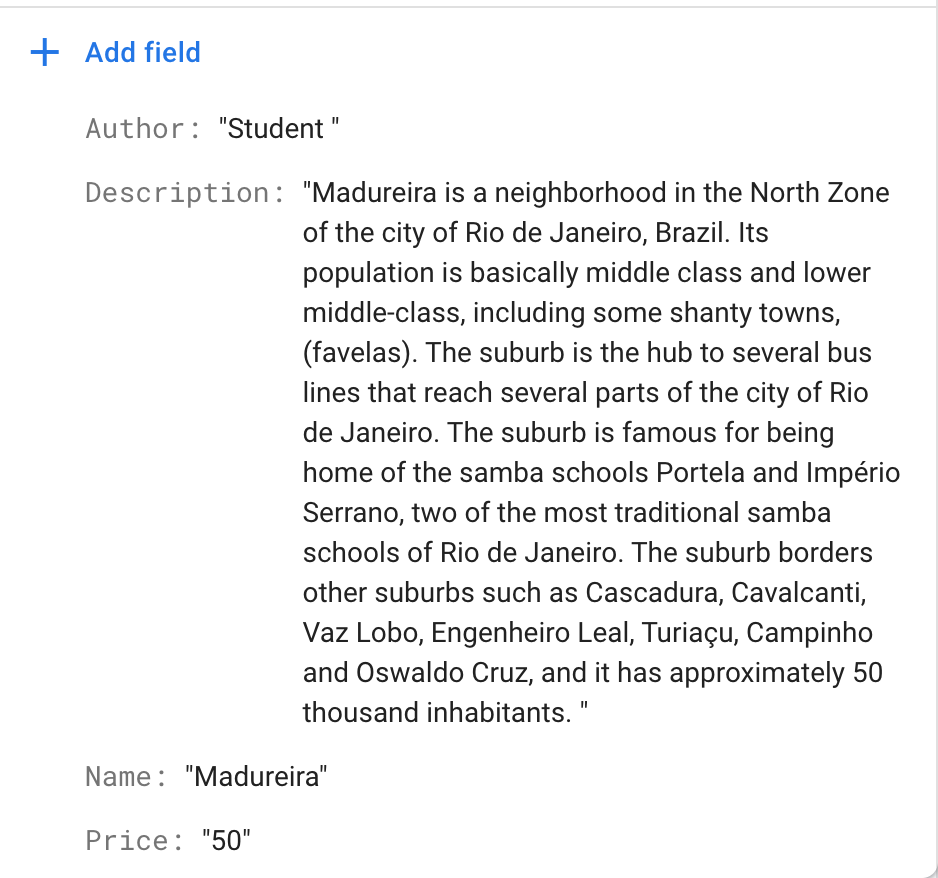 + Add field
Author: "Student "
Description: "Madureira is a neighborhood in the North Zone
of the city of Rio de Janeiro, Brazil. Its
population is basically middle class and lower
middle-class, including some shanty towns,
(favelas). The suburb is the hub to several bus
lines that reach several parts of the city of Rio
de Janeiro. The suburb is famous for being
home of the samba schools Portela and Império
Serrano, two of the most traditional samba
schools of Rio de Janeiro. The suburb borders
other suburbs such as Cascadura, Cavalcanti,
Vaz Lobo, Engenheiro Leal, Turiaçu, Campinho
and Oswaldo Cruz, and it has approximately 50
thousand inhabitants. "
Name: "Madureira"
Price: "50"